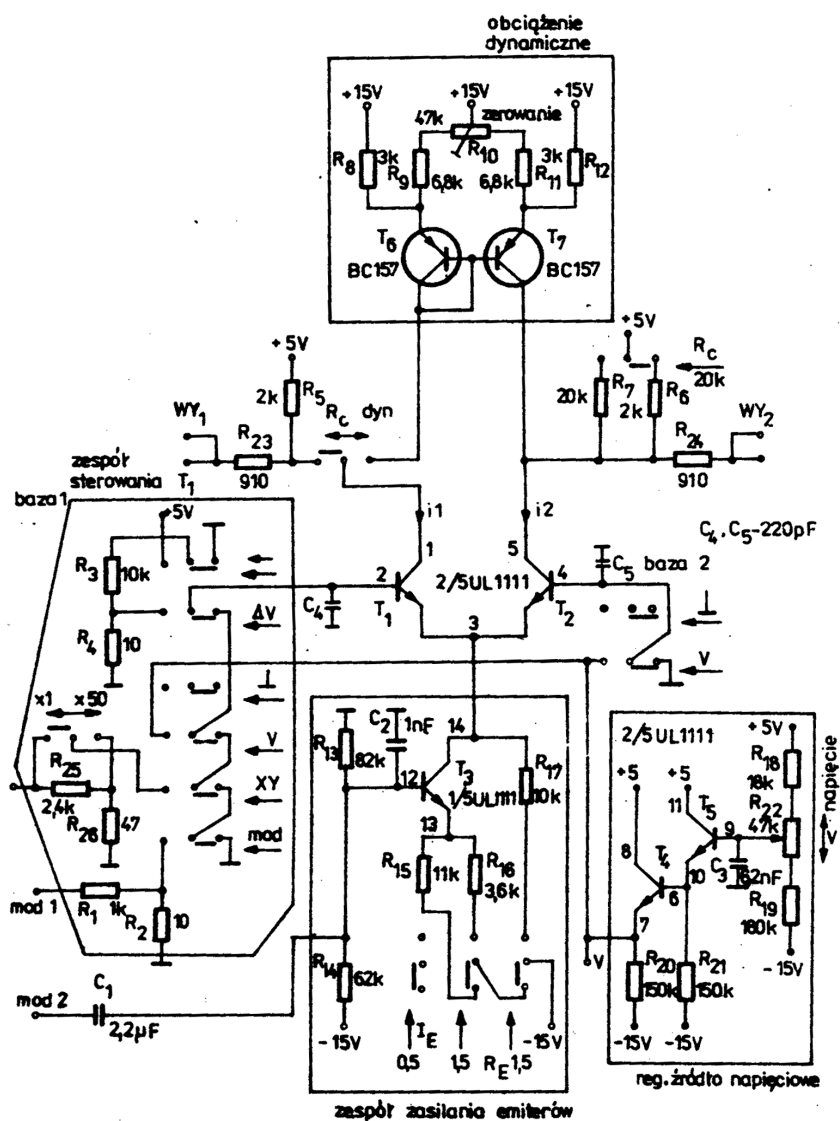 obciążenie
dynamiczne
+15V
+15V
+15V
47k
zerowanie
R10
R8
3k
R9
6,8k
6,8k
R11
3k
R12
T6
T7
BC157
BC157
+5V
+5V
2k
R5
Rc
dyn
20k
R7
2k
R6
Rc
20k
WY1
R23
910
R24
910
WY2
zespół
sterowania
T1
baza 1
i1
i2
+5V
R3
10k
R4
10
ΔV
C4
2
1
T1
2/5UL1111
5
4
T2
3
C5
C4, C5-220pF
baza 2
⊥
V
x1
x50
⊥
V
XY
mod
R25
2,4k
R26
47
mod 1
R1
1k
R2
10
mod 2
C1
2,2µF
R13
82k
C2
1nF
14
12
T3
1/5UL1111
13
R17
10k
R15
11k
R16
3,6k
R14
62k
-15V
IE
0,5
1,5
RE
1,5
-15V
zespół zasilania emiterów
2/5UL1111
+5V
R18
18k
+5
+5
11
T5
R22
47k
napięcie
V
8
9
T4
10
C3
62nF
6
7
R19
180k
-15V
V
R20
150k
R21
150k
-15V
-15V
reg. źródło napięciowe